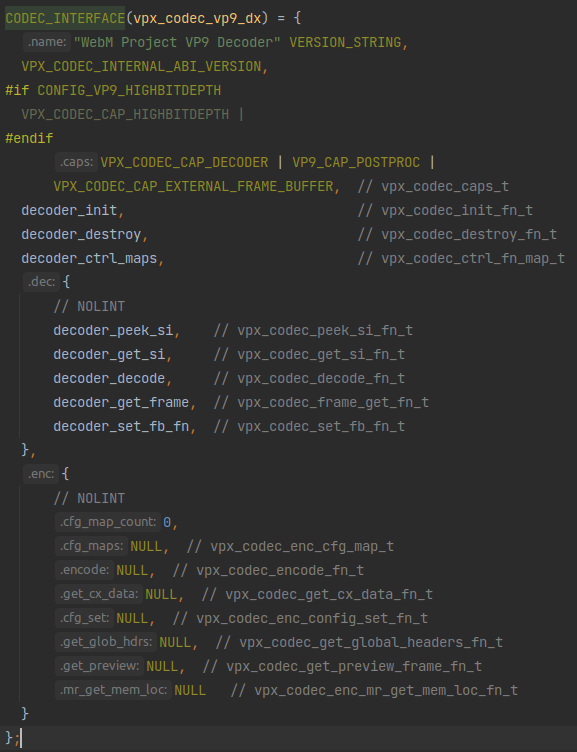 CODEC_INTERFACE(vpx_codec_vp9_dx) = {
.name: "WebM Project VP9 Decoder" VERSION_STRING,
VPX_CODEC_INTERNAL_ABI_VERSION,
#if CONFIG_VP9_HIGHBITDEPTH
VPX_CODEC_CAP_HIGHBITDEPTH |
#endif
.caps: VPX_CODEC_CAP_DECODER | VP9_CAP_POSTPROC |
VPX_CODEC_CAP_EXTERNAL_FRAME_BUFFER,  // vpx_codec_caps_t
decoder_init,  // vpx_codec_init_fn_t
decoder_destroy,  // vpx_codec_destroy_fn_t
decoder_ctrl_maps,  // vpx_codec_ctrl_fn_map_t
.dec: {
// NOLINT
decoder_peek_si,  // vpx_codec_peek_si_fn_t
decoder_get_si,  // vpx_codec_get_si_fn_t
decoder_decode,  // vpx_codec_decode_fn_t
decoder_get_frame,  // vpx_codec_frame_get_fn_t
decoder_set_fb_fn,  // vpx_codec_set_fb_fn_t
},
.enc: {
// NOLINT
.cfg_map_count: 0,
.cfg_maps: NULL,  // vpx_codec_enc_cfg_map_t
.encode: NULL,  // vpx_codec_encode_fn_t
.get_cx_data: NULL,  // vpx_codec_get_cx_data_fn_t
.cfg_set: NULL,  // vpx_codec_enc_config_set_fn_t
.get_glob_hdrs: NULL,  // vpx_codec_get_global_headers_fn_t
.get_preview: NULL,  // vpx_codec_get_preview_frame_fn_t
.mr_get_mem_loc: NULL  // vpx_codec_enc_mr_get_mem_loc_fn_t
}
};